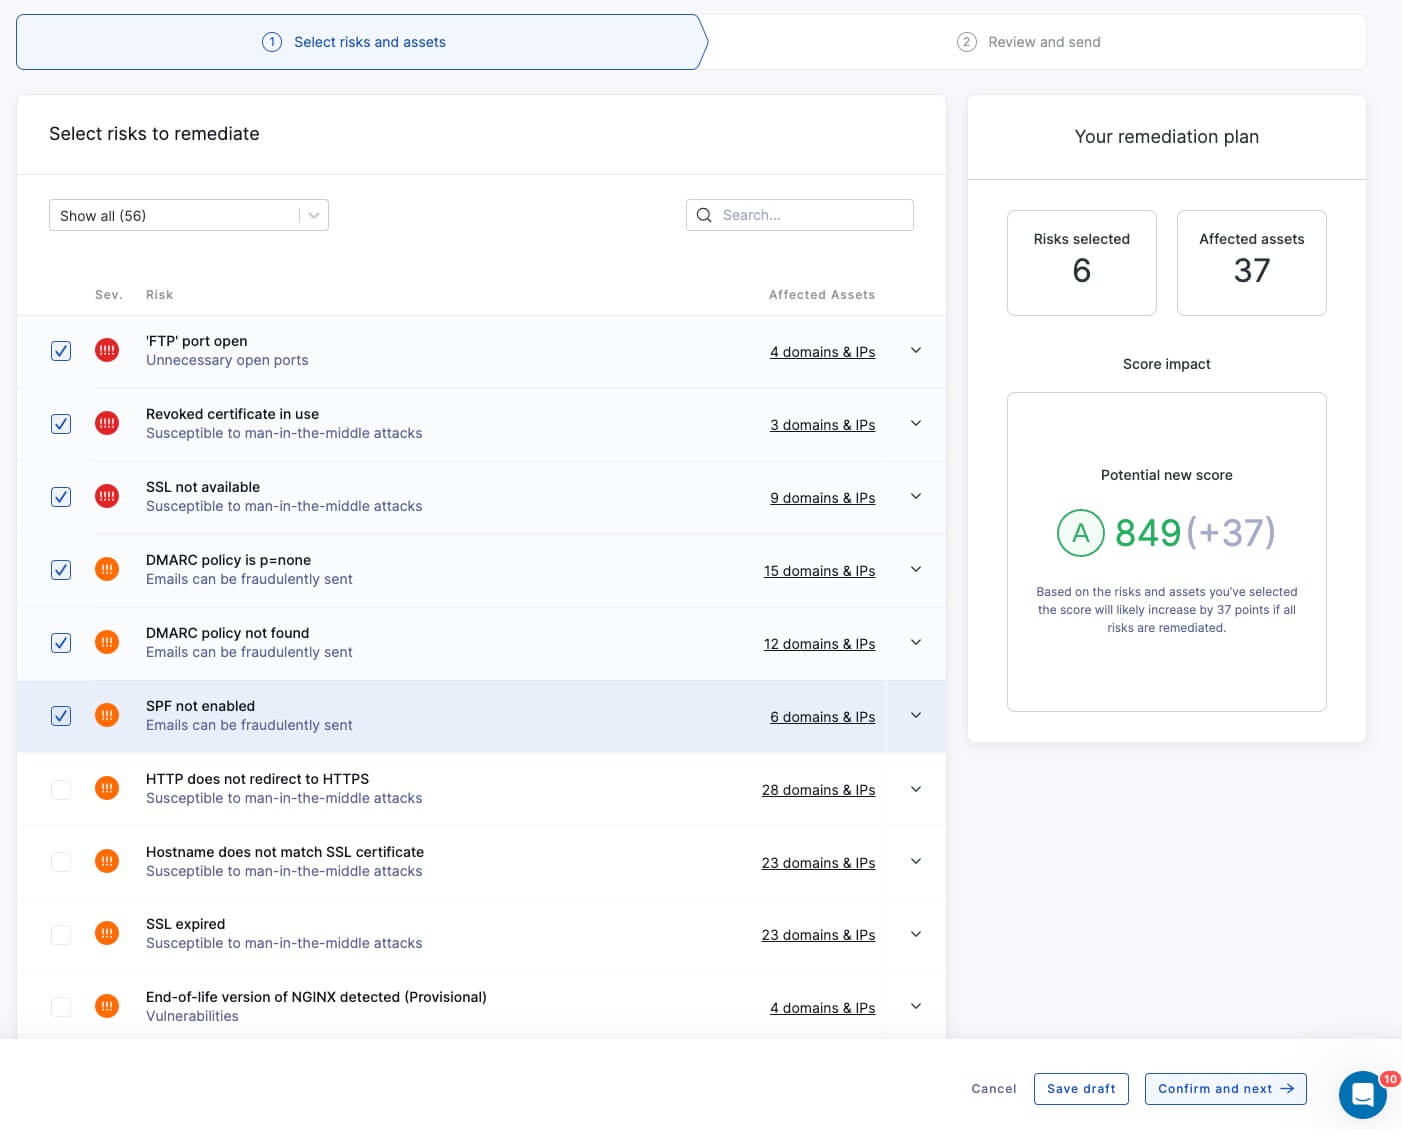 1 Select risks and assets
2 Review and send
Select risks to remediate
Show all (56)
Search...
Sev. Risk Affected Assets
!!!! 'FTP' port open
Unnecessary open ports
4 domains & IPs
!!!! Revoked certificate in use
Susceptible to man-in-the-middle attacks
3 domains & IPs
!!!! SSL not available
Susceptible to man-in-the-middle attacks
9 domains & IPs
!!! DMARC policy is p=none
Emails can be fraudulently sent
15 domains & IPs
!!! DMARC policy not found
Emails can be fraudulently sent
12 domains & IPs
!!! SPF not enabled
Emails can be fraudulently sent
6 domains & IPs
!!! HTTP does not redirect to HTTPS
Susceptible to man-in-the-middle attacks
28 domains & IPs
!!! Hostname does not match SSL certificate
Susceptible to man-in-the-middle attacks
23 domains & IPs
!!! SSL expired
Susceptible to man-in-the-middle attacks
23 domains & IPs
!!! End-of-life version of NGINX detected (Provisional)
Vulnerabilities
4 domains & IPs
Your remediation plan
Risks selected
6
Affected assets
37
Score impact
Potential new score
A 849 (+37)
Based on the risks and assets you've selected
the score will likely increase by 37 points if all
risks are remediated.
Cancel
Save draft
Confirm and next →
10